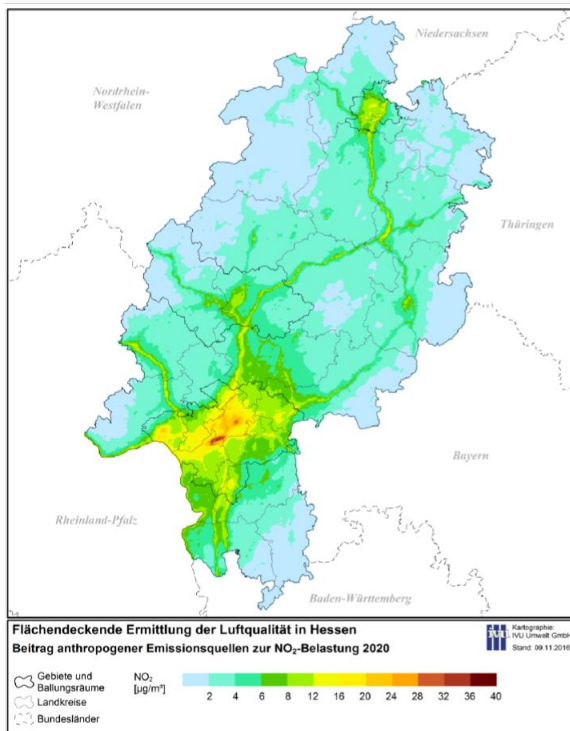 Niedersachsen
Nordrhein-
Westfalen
Thüringen
Bayern
Rheinland-Pfalz
Baden-Württemberg
Flächendeckende Ermittlung der Luftqualität in Hessen
Beitrag anthropogener Emissionsquellen zur NO₂-Belastung 2020
ivu
Kartographie:
IVU Umwelt GmbH
Stand: 09.11.2016
Gebiete und
Ballungsräume
Landkreise
Bundesländer
NO₂
[µg/m³]
2 4 6 8 12 16 20 24 28 32 36 40